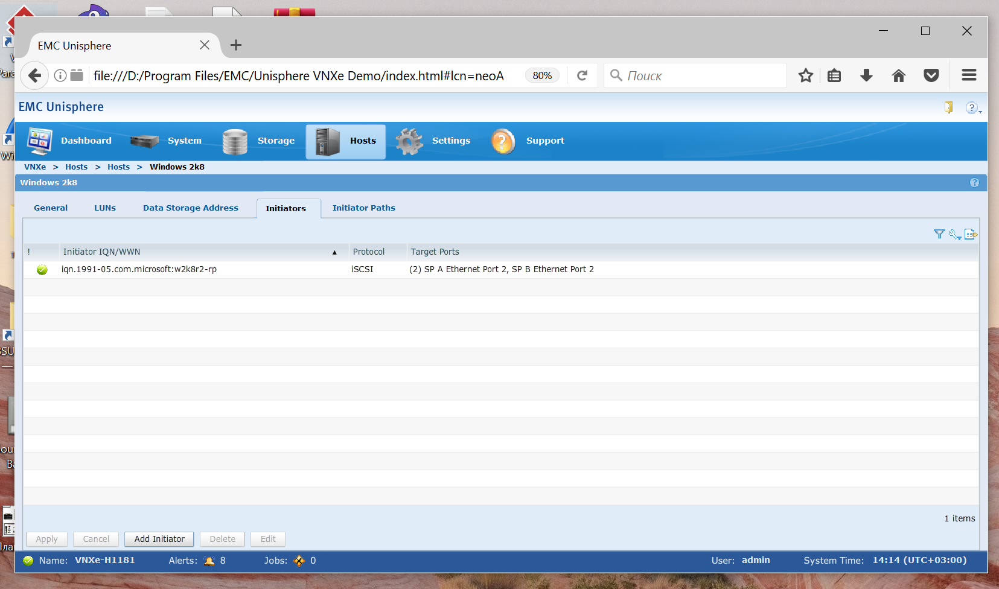 EMC Unisphere
file:///D:/Program Files/EMC/Unisphere VNXe Demo/index.html#lcn=neoA 80% Поиск
EMC Unisphere
Dashboard System Storage Hosts Settings Support
VNXe > Hosts > Hosts > Windows 2k8
Windows 2k8
General LUNs Data Storage Address Initiators Initiator Paths
! Initiator IQN/WWN Protocol Target Ports
iqn.1991-05.com.microsoft:w2k8r2-rp iSCSI (2) SP A Ethernet Port 2, SP B Ethernet Port 2
1 items
Apply Cancel Add Initiator Delete Edit
Name: VNXe-H1181 Alerts: 8 Jobs: 0 User: admin System Time: 14:14 (UTC+03:00)